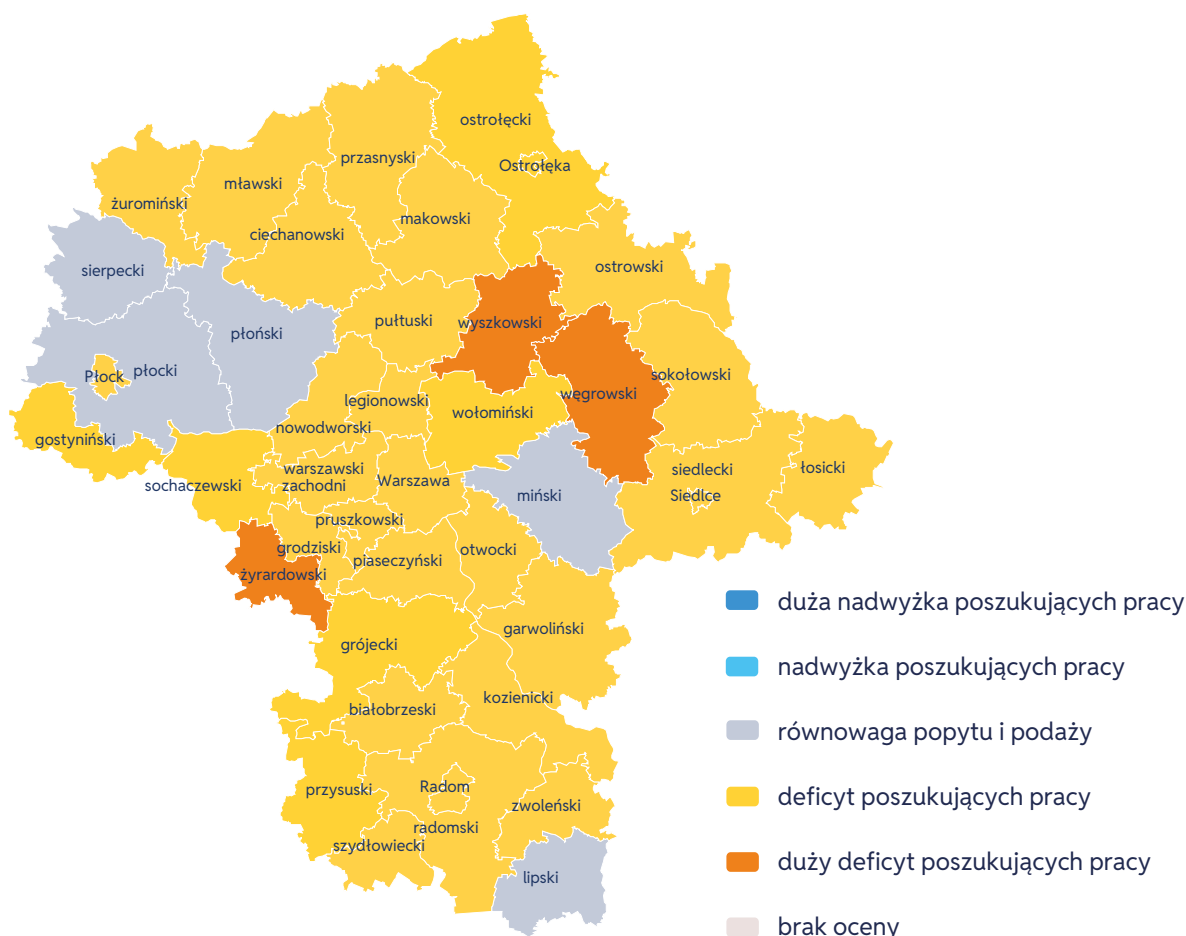 ostrołęcki
Ostrołęka
przasnyski
mławski
żuromiński
makowski
ciechanowski
ostrowski
sierpecki
pułtuski
wyszkowski
płoński
płocki
Płock
sokołowski
węgrowski
legionowski
wołomiński
nowodworski
gostyniński
warszawski
zachodni
Warszawa
sochaczewski
siedlecki
Siedlce
łosicki
miński
pruszkowski
grodziski
otwocki
piaseczyński
żyrardowski
garwoliński
grójecki
kozienicki
białobrzeski
przysuski
Radom
zwoleński
radomski
szydłowiecki
lipski
duża nadwyżka poszukujących pracy
nadwyżka poszukujących pracy
równowaga popytu i podaży
deficyt poszukujących pracy
duży deficyt poszukujących pracy
brak oceny